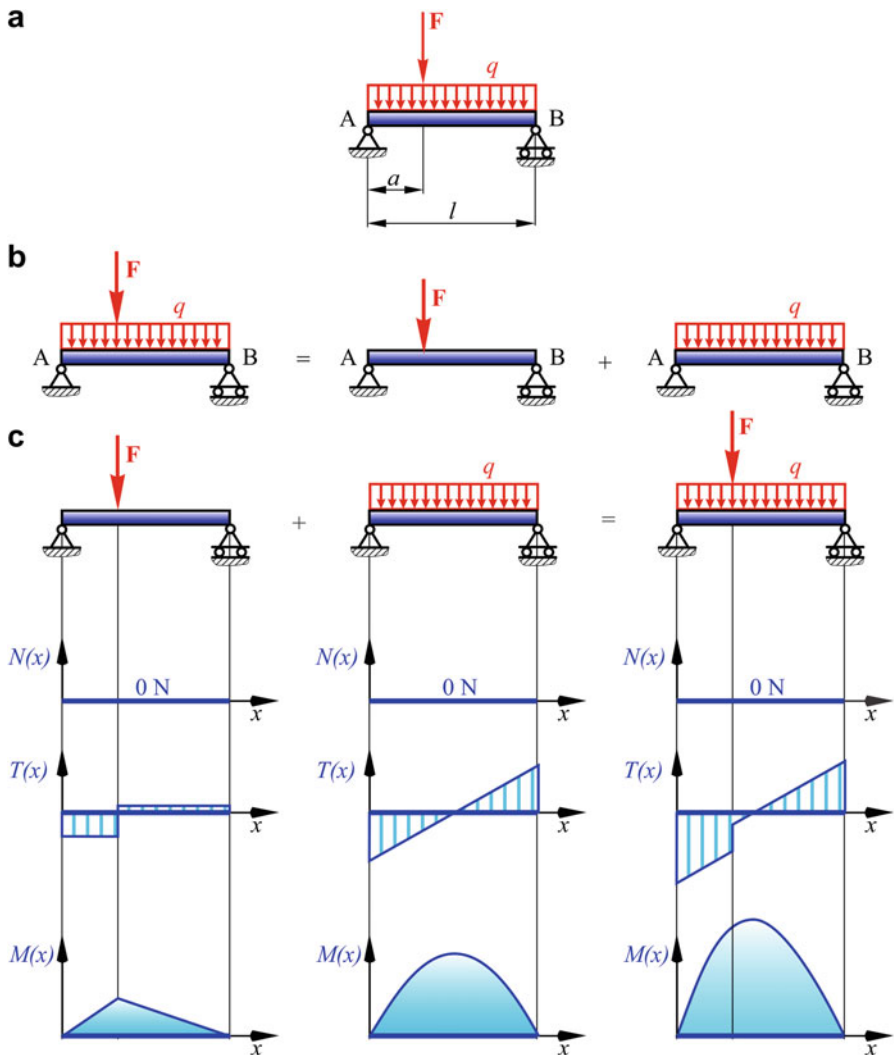 a
F
q
A B
a
l
b
F F
q q
A B = A B + A B
c
F F
q q
+ =
N(x) N(x) N(x)
0 N 0 N 0 N
x x x
T(x) T(x) T(x)
x x x
M(x) M(x) M(x)
x x x